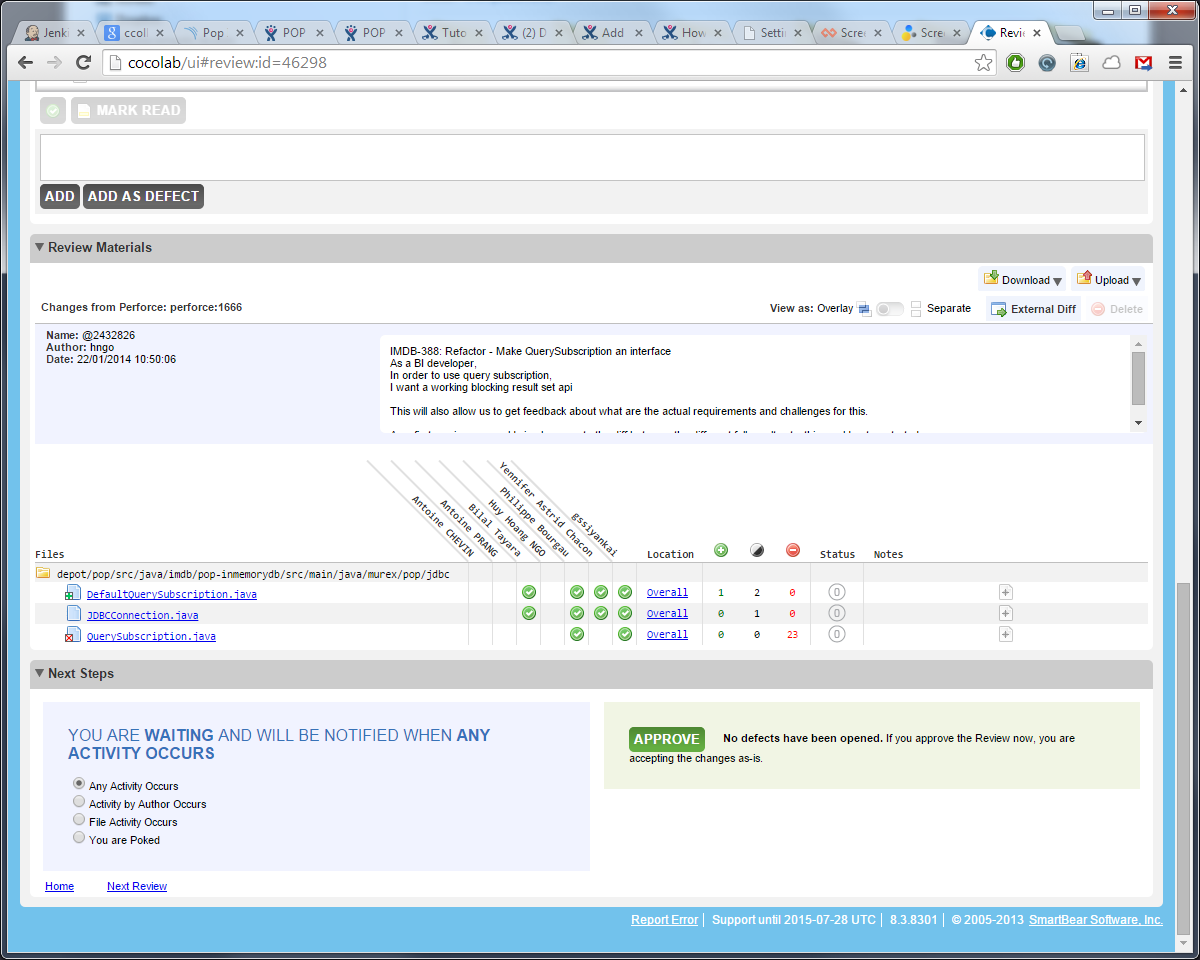 Jenki
ccoll
Pop
POP
POP
Tuto
(2) D
Add
How
Setti
Scre
Scre
Revi
cocolab/ui#review:id=46298
MARK READ
ADD
ADD AS DEFECT
Review Materials
Download
Upload
Changes from Perforce: perforce:1666
View as: Overlay
Separate
External Diff
Delete
Name: @2432826
Author: hngo
Date: 22/01/2014 10:50:06
IMDB-388: Refactor - Make QuerySubscription an interface
As a BI developer,
In order to use query subscription,
I want a working blocking result set api
This will also allow us to get feedback about what are the actual requirements and challenges for this.
Antoine CHEVIN
Antoine PRANG
Bilal Tayara
Huy Hoang NGO
Philippe Bourgau
Yennifer Astrid Chacon
gssiyankai
Files
Location
Status
Notes
depot/pop/src/java/imdb/pop-inmemorydb/src/main/java/murex/pop/jdbc
DefaultQuerySubscription.java Overall 1 2 0 0
JDBCConnection.java Overall 0 1 0 0
QuerySubscription.java Overall 0 0 23 0
Next Steps
YOU ARE WAITING AND WILL BE NOTIFIED WHEN ANY
ACTIVITY OCCURS
Any Activity Occurs
Activity by Author Occurs
File Activity Occurs
You are Poked
APPROVE No defects have been opened. If you approve the Review now, you are
accepting the changes as-is.
Home
Next Review
Report Error
Support until 2015-07-28 UTC
8.3.8301
© 2005-2013 SmartBear Software, Inc.